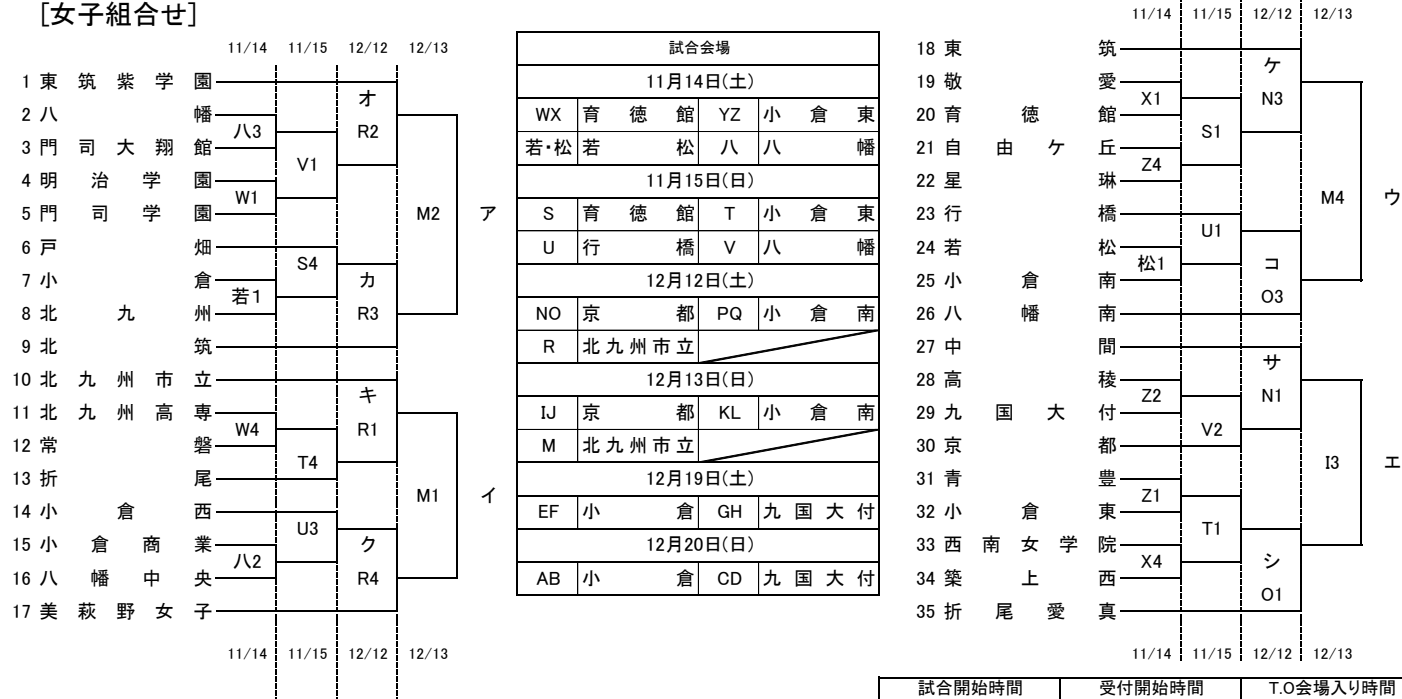 [女子組合せ]
11/14 11/15 12/12 12/13
1 東筑紫学園
2 八幡
3 門司大翔館
4 明治学園
5 門司学園
6 戸畑
7 小倉
8 北九州
9 北筑
10 北九州市立
11 北九州高専
12 常磐
13 折尾
14 小倉西
15 小倉商業
16 八幡中央
17 美萩野女子
八3
W1
若1
W4
八2
V1
S4
T4
U3
オ
R2
カ
R3
キ
R1
ク
R4
M2
M1
ア
イ
11/14 11/15 12/12 12/13
試合会場
11月14日(土)
WX 育徳館 YZ 小倉東
若・松 若松 八 八幡
11月15日(日)
S 育徳館 T 小倉東
U 行橋 V 八幡
12月12日(土)
NO 京都 PQ 小倉南
R 北九州市立
12月13日(日)
IJ 京都 KL 小倉南
M 北九州市立
12月19日(土)
EF 小倉 GH 九国大付
12月20日(日)
AB 小倉 CD 九国大付
11/14 11/15 12/12 12/13
18 東筑
19 敬愛
20 育徳館
21 自由ケ丘
22 星琳
23 行橋
24 若松
25 小倉南
26 八幡南
27 中間
28 高稜
29 九国大付
30 京都
31 青豊
32 小倉東
33 西南女学院
34 築上西
35 折尾愛真
X1
Z4
松1
Z2
Z1
X4
S1
U1
V2
T1
ケ
N3
コ
O3
サ
N1
シ
O1
M4
I3
ウ
エ
11/14 11/15 12/12 12/13
試合開始時間 受付開始時間 T.O会場入り時間